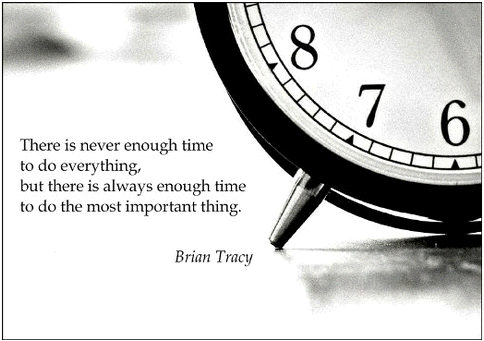 8
7
6
There is never enough time
to do everything,
but there is always enough time
to do the most important thing.
Brian Tracy